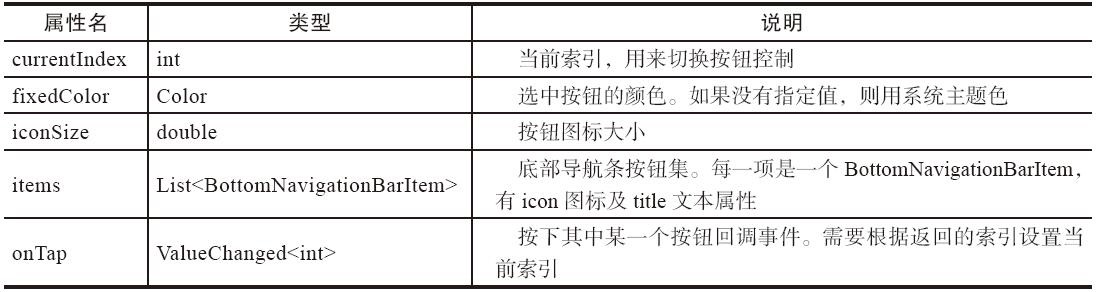 属性名 类型 说明
currentIndex int 当前索引，用来切换按钮控制
fixedColor Color 选中按钮的颜色。如果没有指定值，则用系统主题色
iconSize double 按钮图标大小
底部导航条按钮集。每一项是一个 BottomNavigationBarItem，
items List<BottomNavigationBarItem>
有 icon 图标及 title 文本属性
按下其中某一个按钮回调事件。需要根据返回的索引设置当
onTap ValueChanged<int>
前索引